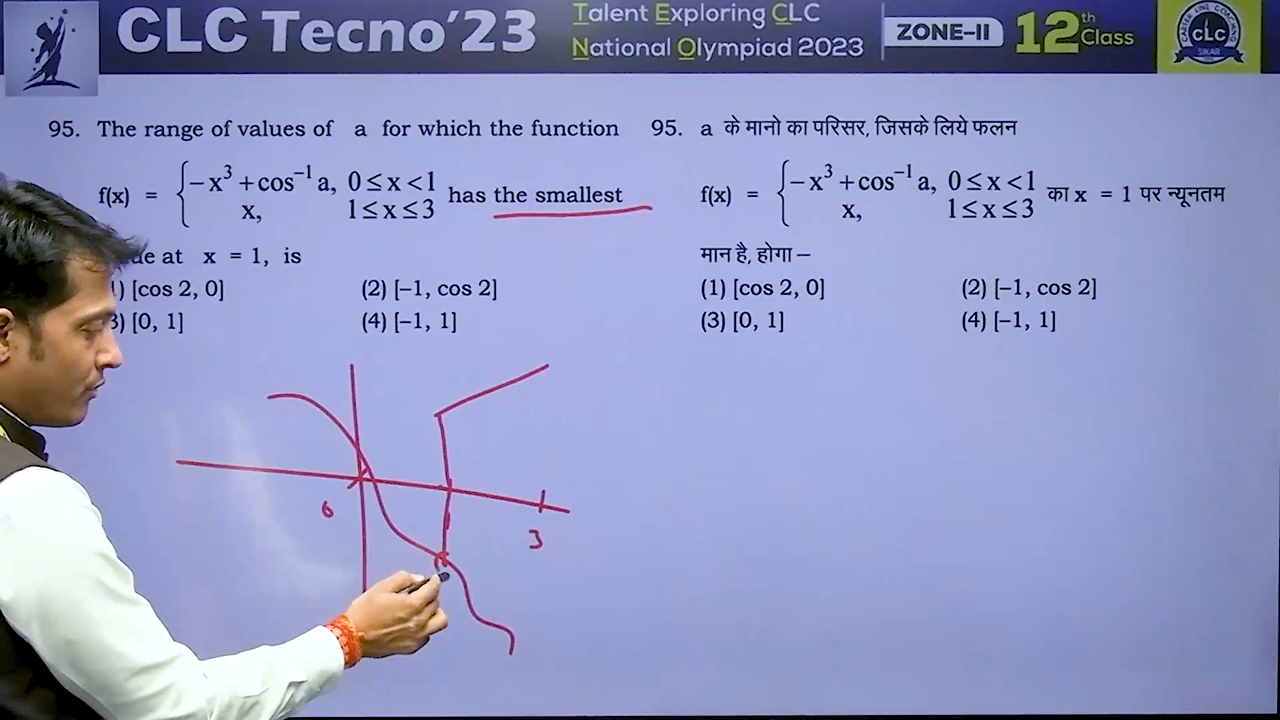 CLC Tecno'23
Talent Exploring CLC
National Olympiad 2023
ZONE–II
12th Class
CLC
SIKAR
95. The range of values of a for which the function
f(x) = { −x³ + cos⁻¹ a, 0 ≤ x < 1
x, 1 ≤ x ≤ 3 has the smallest
at x = 1, is
) [cos 2, 0] (2) [−1, cos 2]
) [0, 1] (4) [−1, 1]
95. a के मानो का परिसर, जिसके लिये फलन
f(x) = { −x³ + cos⁻¹ a, 0 ≤ x < 1
x, 1 ≤ x ≤ 3 का x = 1 पर न्यूनतम
मान है, होगा –
(1) [cos 2, 0] (2) [−1, cos 2]
(3) [0, 1] (4) [−1, 1]
0
3